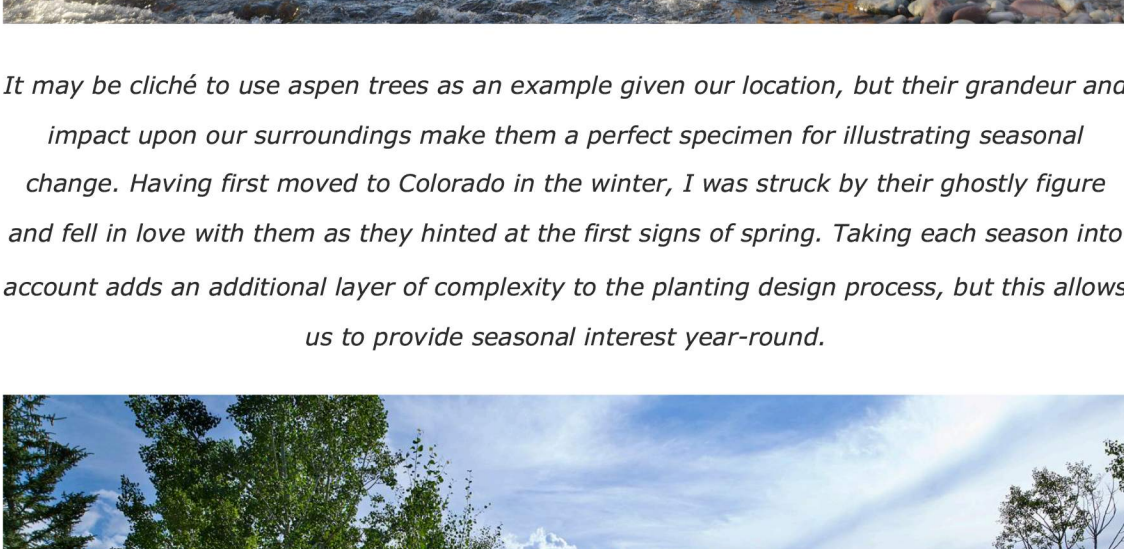 It may be cliché to use aspen trees as an example given our location, but their grandeur and
impact upon our surroundings make them a perfect specimen for illustrating seasonal
change. Having first moved to Colorado in the winter, I was struck by their ghostly figure
and fell in love with them as they hinted at the first signs of spring. Taking each season into
account adds an additional layer of complexity to the planting design process, but this allows
us to provide seasonal interest year-round.